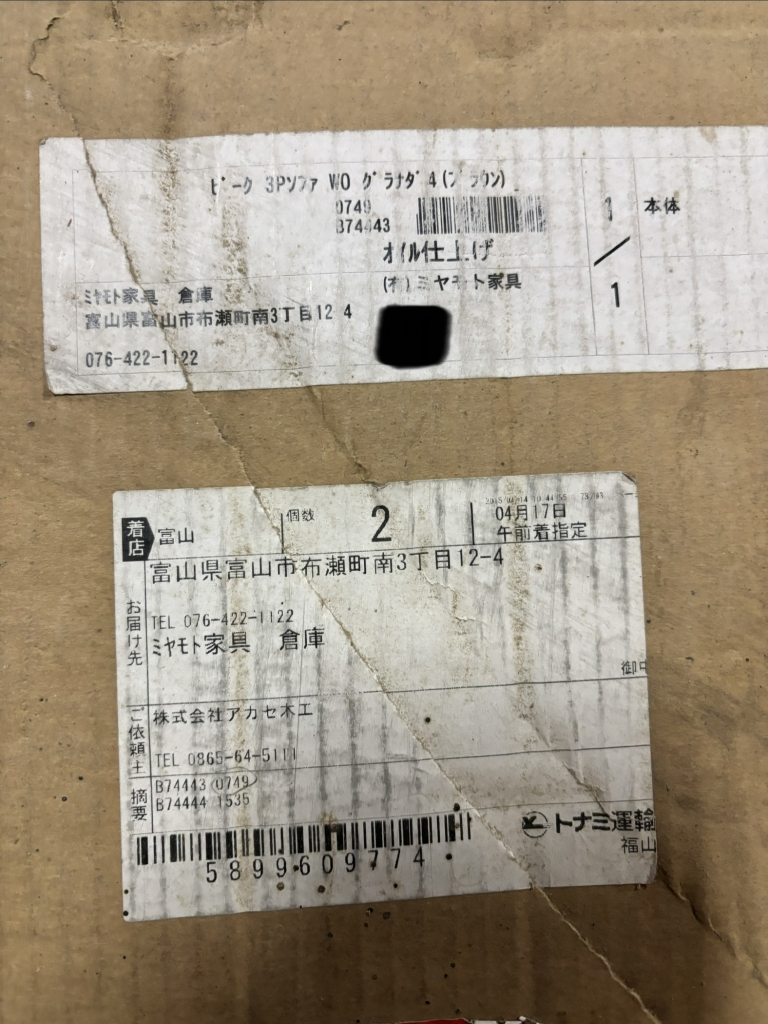 ピーク 3Pソファ WO グラナダ4(ブラウン)
0749
B74443
1
本体
オイル仕上げ
/
ミヤモト家具 倉庫
(有)ミヤモト家具
1
富山県富山市布瀬町南3丁目12-4
076-422-1122
着店
富山
個数
2
04月17日
午前着指定
富山県富山市布瀬町南3丁目12-4
お届け先
TEL 076-422-1122
ミヤモト家具 倉庫
御中
ご依頼主
株式会社アカセ木工
TEL 0865-64-5111
摘要
B74443(0749)
B74444 1535
トナミ運輸
福山
5899609774